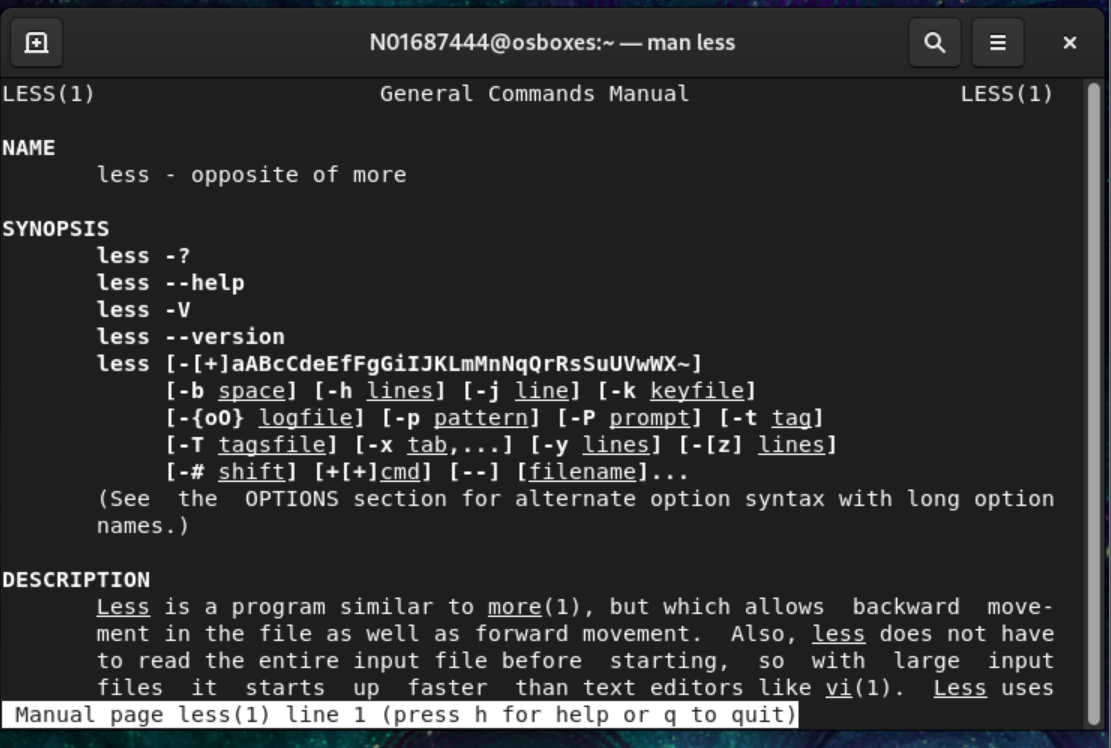 N01687444@osboxes:~ — man less
LESS(1) General Commands Manual LESS(1)
NAME
less - opposite of more
SYNOPSIS
less -?
less --help
less -V
less --version
less [-[+]aABcCdeEfFgGiIJKLmMnNqQrRsSuUVwWX~]
[-b space] [-h lines] [-j line] [-k keyfile]
[-{oO} logfile] [-p pattern] [-P prompt] [-t tag]
[-T tagsfile] [-x tab,...] [-y lines] [-[z] lines]
[-# shift] [+[+]cmd] [--] [filename]...
(See the OPTIONS section for alternate option syntax with long option
names.)
DESCRIPTION
Less is a program similar to more(1), but which allows backward move-
ment in the file as well as forward movement. Also, less does not have
to read the entire input file before starting, so with large input
files it starts up faster than text editors like vi(1). Less uses
Manual page less(1) line 1 (press h for help or q to quit)